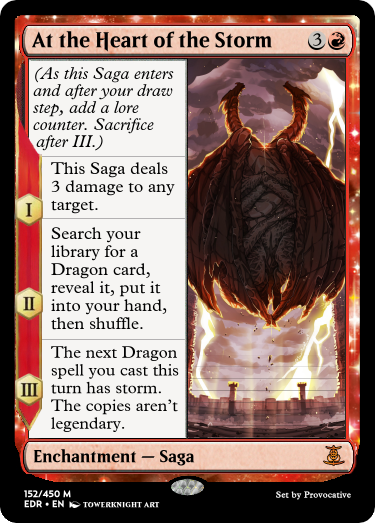 At the Heart of the Storm 3
(As this Saga enters
and after your draw
step, add a lore
counter. Sacrifice
after III.)
I
This Saga deals
3 damage to any
target.
II
Search your
library for a
Dragon card,
reveal it, put it
into your hand,
then shuffle.
III
The next Dragon
spell you cast this
turn has storm.
The copies aren't
legendary.
Enchantment — Saga
152/450 M
EDR • EN TOWERKNIGHT ART
Set by Provocative